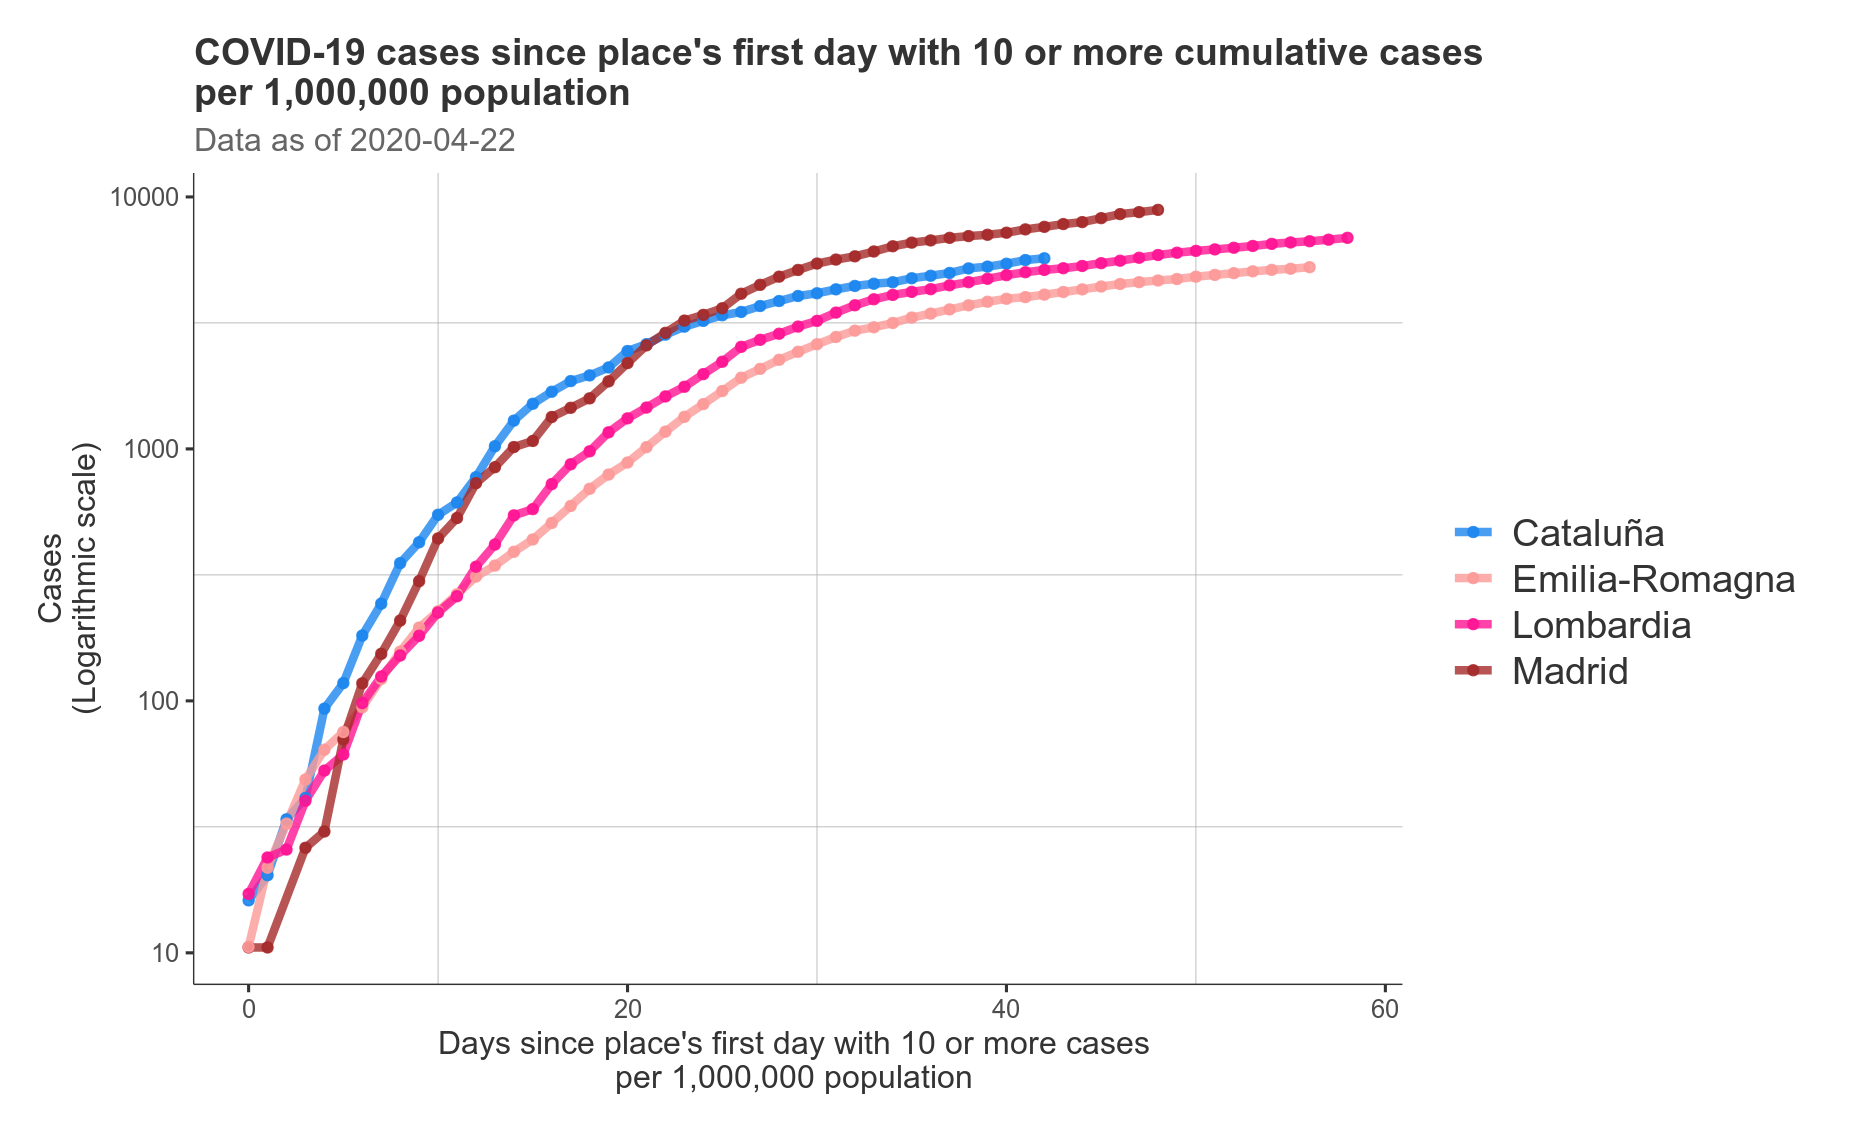 COVID-19 cases since place's first day with 10 or more cumulative cases
per 1,000,000 population
Data as of 2020-04-22
10000
1000
100
10
Cases
(Logarithmic scale)
0
20
40
60
Days since place's first day with 10 or more cases
per 1,000,000 population
Cataluña
Emilia-Romagna
Lombardia
Madrid